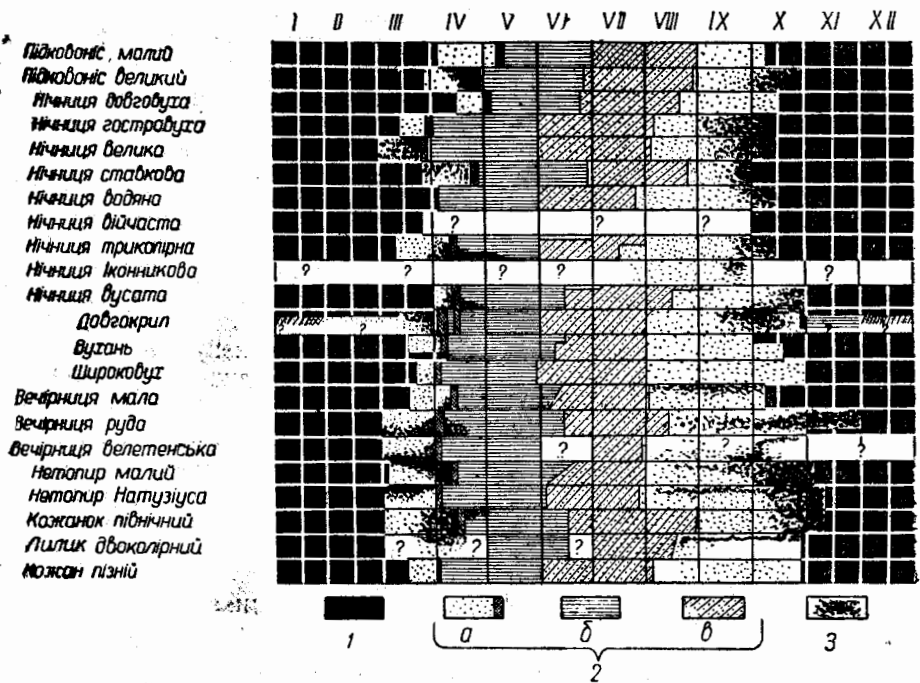 I II III IV V VI VII VIII IX X XI XII
Підковоніс, малий
Підковоніс великий
Нічниця довговуха
Нічниця гостровуха
Нічниця велика
Нічниця ставкова
Нічниця водяна
Нічниця війчаста
? ? ?
Нічниця триколірна
Нічниця Іконникова
? ? ? ? ?
Нічниця вусата
Довгокрил
? ? ? ?
Вухань
Широковух
Вечірниця мала
Вечірниця руда
Вечірниця велетенська
? ? ?
Нетопир малий
Нетопир Натузіуса
Кожанок північний
Лилик двоколірний
? ? ?
Кожан пізній
1 а б в 3
2